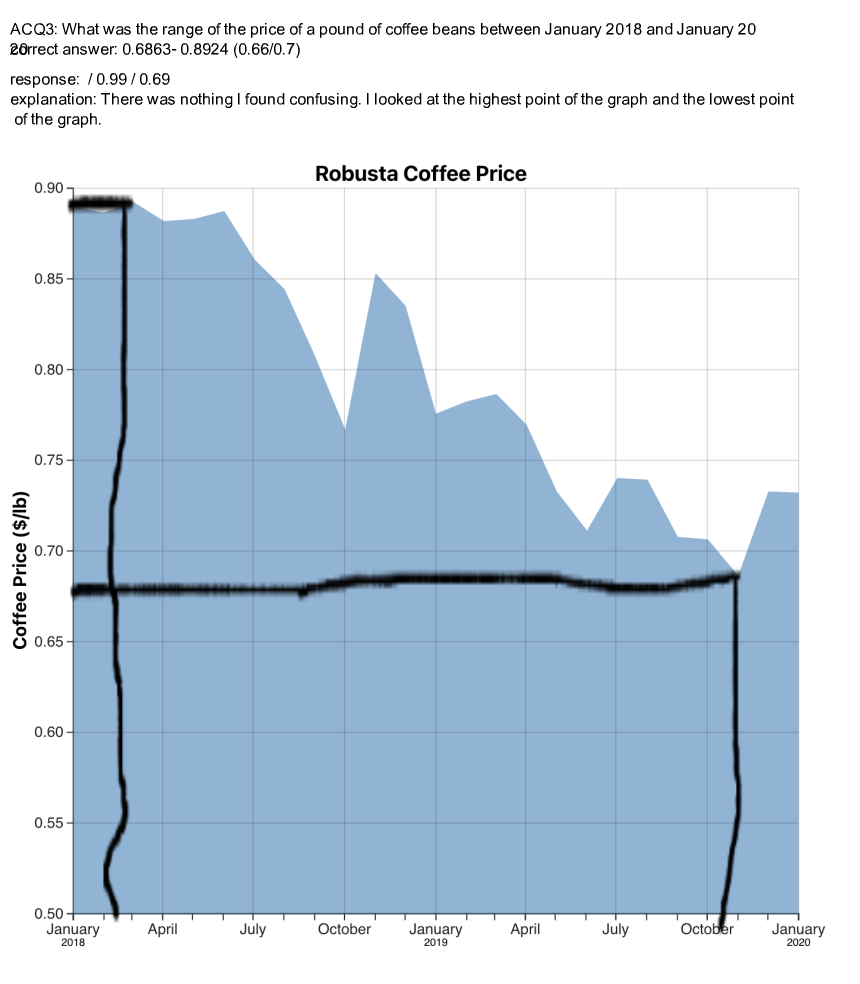 ACQ3: What was the range of the price of a pound of coffee beans between January 2018 and January 20
20
correct answer: 0.6863- 0.8924 (0.66/0.7)
response:  / 0.99 / 0.69
explanation: There was nothing I found confusing. I looked at the highest point of the graph and the lowest point
of the graph.
Robusta Coffee Price
0.90
0.85
0.80
0.75
0.70
0.65
0.60
0.55
0.50
Coffee Price ($/lb)
January April July October January April July October January
2018 2019 2020